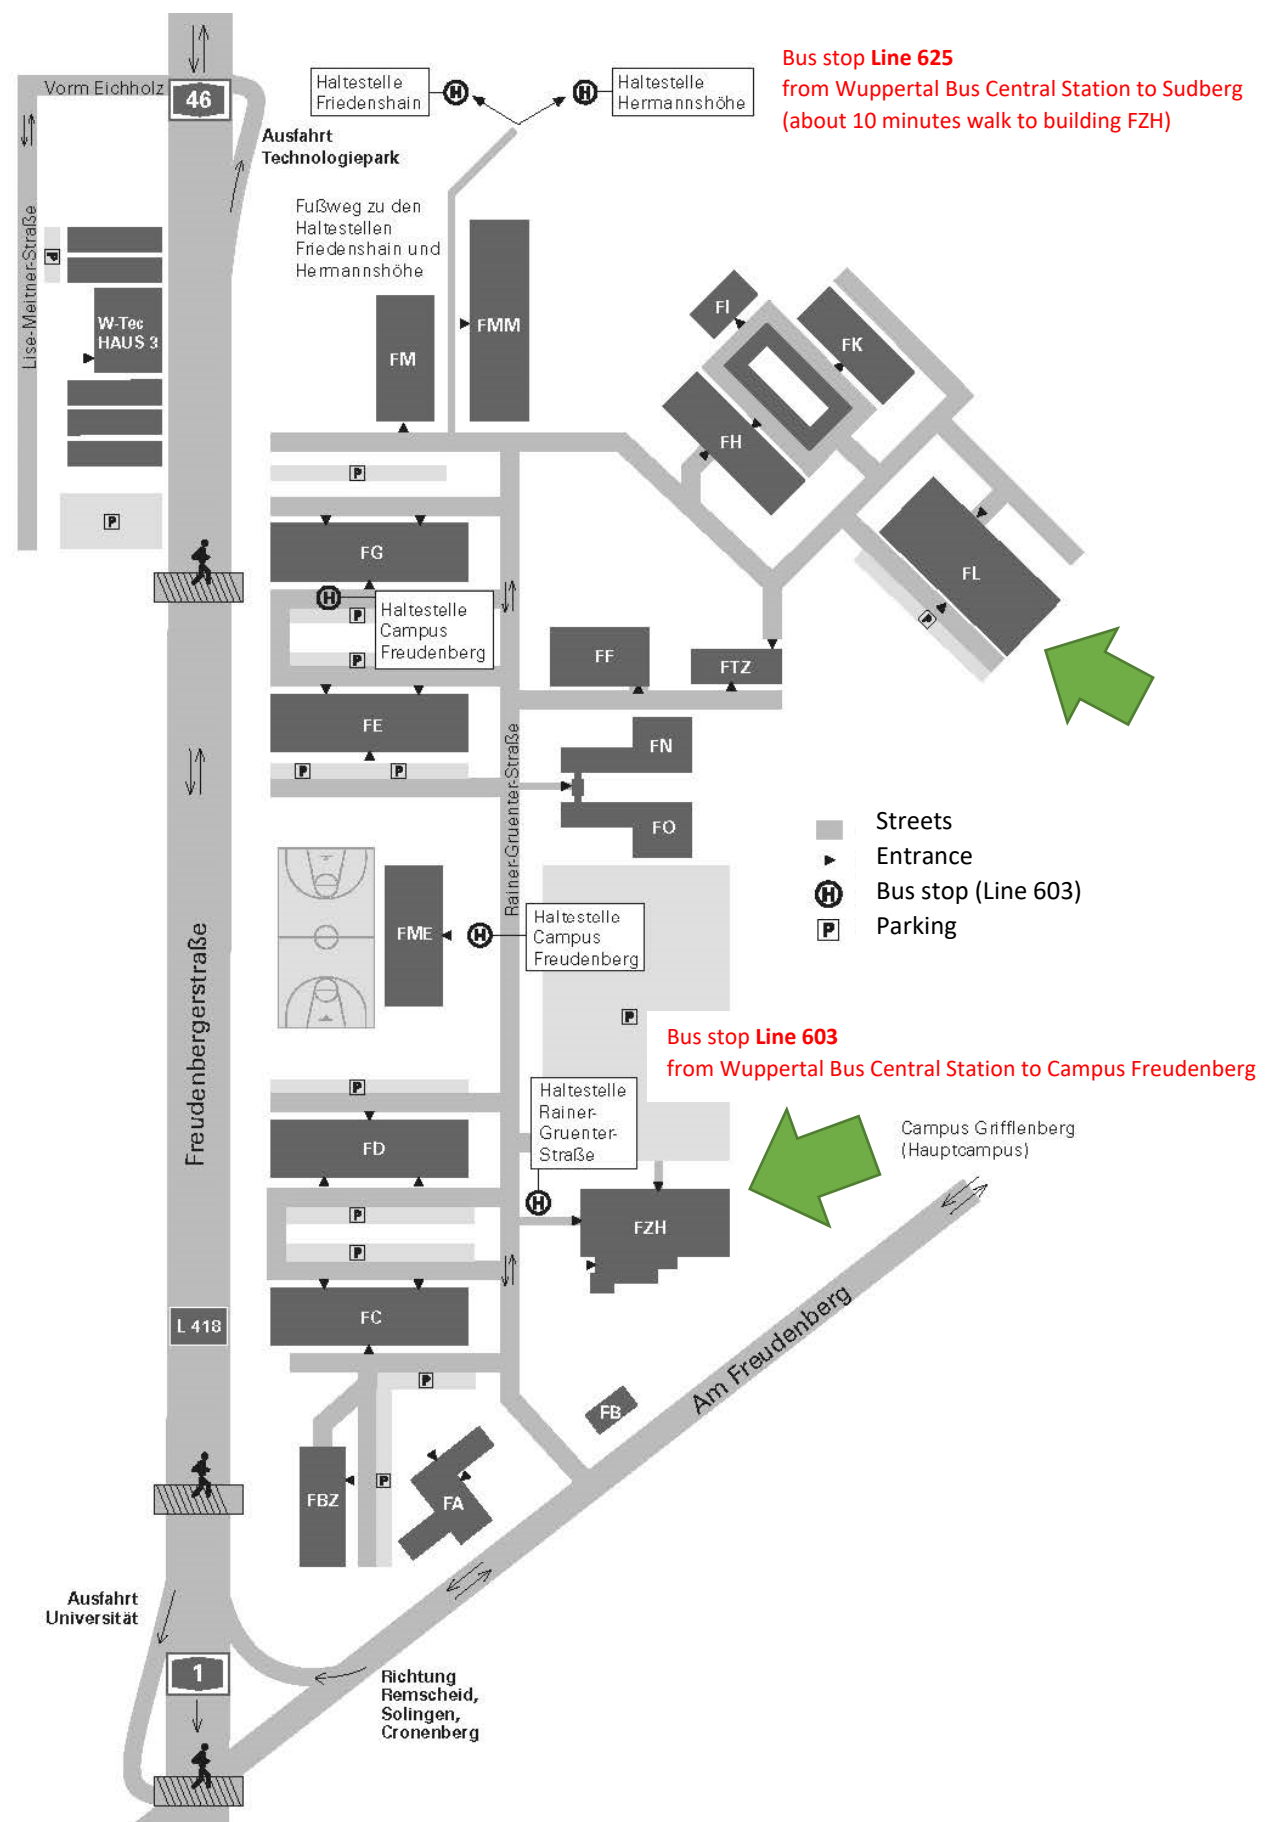 Bus stop Line 625
from Wuppertal Bus Central Station to Sudberg
(about 10 minutes walk to building FZH)
Haltestelle
Friedenshain
H
H
Haltestelle
Hermannshöhe
Vorm Eichholz
46
Ausfahrt
Technologiepark
Fußweg zu den
Haltestellen
Friedenshain und
Hermannshöhe
Lise-Meitner-Straße
P
W-Tec
HAUS 3
P
FM
FMM
FI
FK
FH
FL
P
P
FG
H
P
Haltestelle
Campus
Freudenberg
P
FE
P
P
FF
FTZ
FN
FO
Rainer-Gruenter-Straße
Streets
Entrance
H
Bus stop (Line 603)
P
Parking
FME
H
Haltestelle
Campus
Freudenberg
P
Freudenbergerstraße
Bus stop Line 603
from Wuppertal Bus Central Station to Campus Freudenberg
P
Haltestelle
Rainer-
Gruenter-
Straße
H
FD
P
P
FZH
Campus Grifflenberg
(Hauptcampus)
FC
L 418
P
Am Freudenberg
FB
FBZ
P
FA
Ausfahrt
Universität
1
Richtung
Remscheid,
Solingen,
Cronenberg